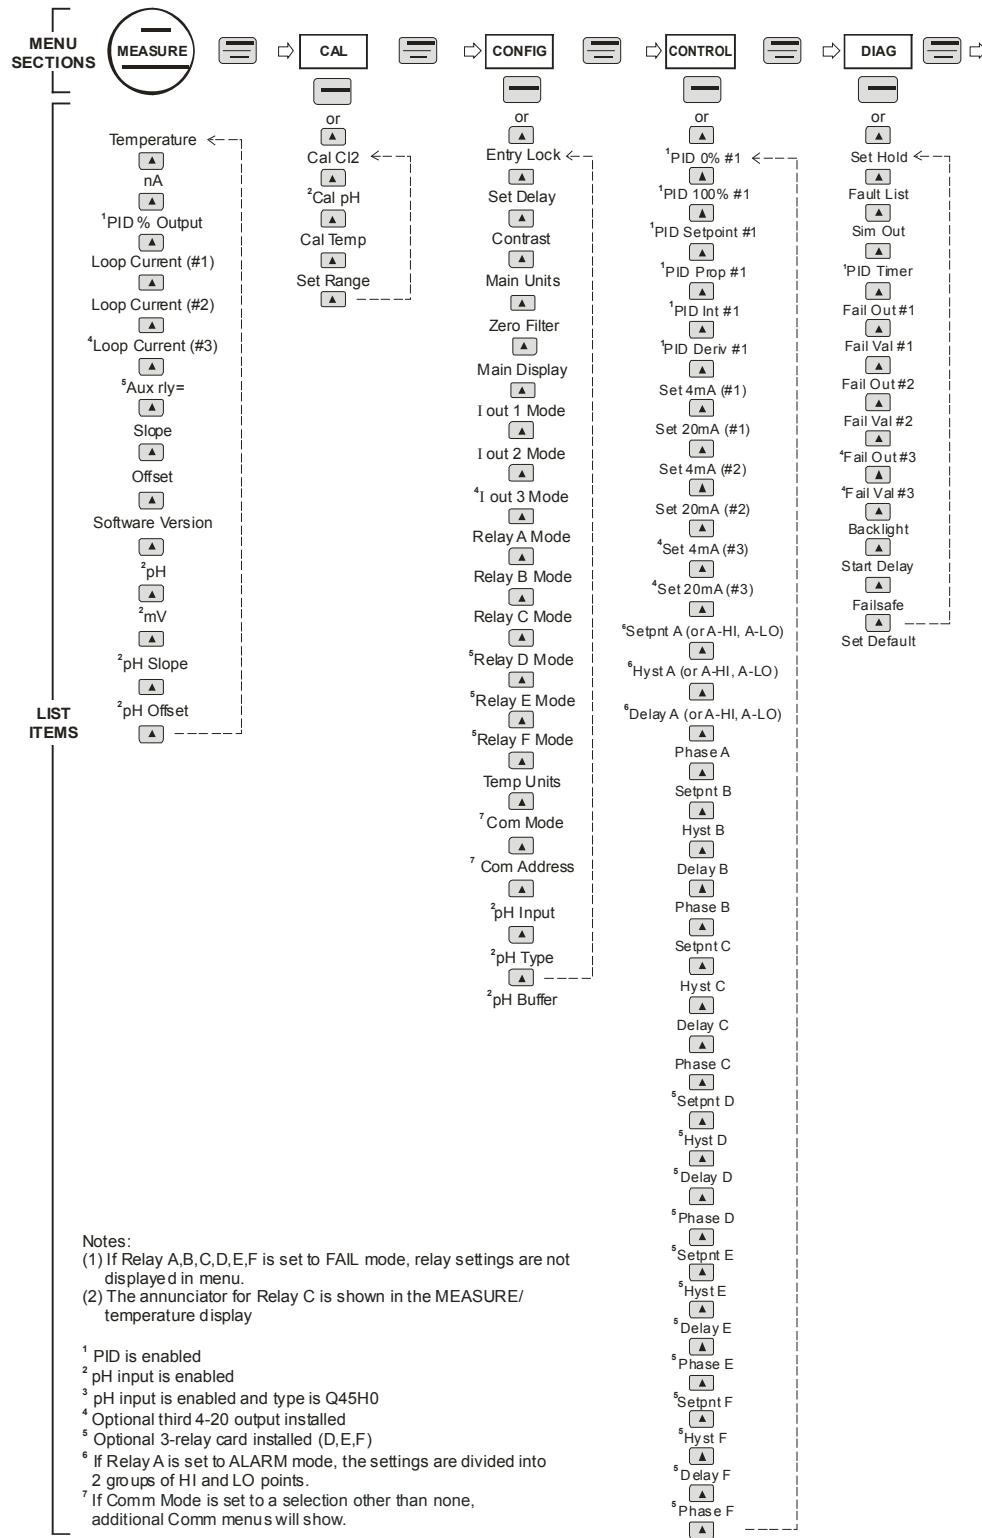 MENU
SECTIONS
MEASURE
CAL
CONFIG
CONTROL
DIAG
LIST
ITEMS
Temperature
nA
¹PID % Output
Loop Current (#1)
Loop Current (#2)
⁴Loop Current (#3)
⁵Aux rly=
Slope
Offset
Software Version
²pH
²mV
²pH Slope
²pH Offset
or
Cal Cl2
²Cal pH
Cal Temp
Set Range
or
Entry Lock
Set Delay
Contrast
Main Units
Zero Filter
Main Display
I out 1 Mode
I out 2 Mode
⁴I out 3 Mode
Relay A Mode
Relay B Mode
Relay C Mode
⁵Relay D Mode
⁵Relay E Mode
⁵Relay F Mode
Temp Units
⁷Com Mode
⁷ Com Address
²pH Input
²pH Type
²pH Buffer
or
¹PID 0% #1
¹PID 100% #1
¹PID Setpoint #1
¹PID Prop #1
¹PID Int #1
¹PID Deriv #1
Set 4mA (#1)
Set 20mA (#1)
Set 4mA (#2)
Set 20mA (#2)
⁴Set 4mA (#3)
⁴Set 20mA (#3)
⁶Setpnt A (or A-HI, A-LO)
⁶Hyst A (or A-HI, A-LO)
⁶Delay A (or A-HI, A-LO)
Phase A
Setpnt B
Hyst B
Delay B
Phase B
Setpnt C
Hyst C
Delay C
Phase C
⁵Setpnt D
⁵Hyst D
⁵Delay D
⁵Phase D
⁵Setpnt E
⁵Hyst E
⁵Delay E
⁵Phase E
⁵Setpnt F
⁵Hyst F
⁵Delay F
⁵Phase F
or
Set Hold
Fault List
Sim Out
¹PID Timer
Fail Out #1
Fail Val #1
Fail Out #2
Fail Val #2
⁴Fail Out #3
⁴Fail Val #3
Backlight
Start Delay
Failsafe
Set Default
Notes:
(1) If Relay A,B,C,D,E,F is set to FAIL mode, relay settings are not
displayed in menu.
(2) The annunciator for Relay C is shown in the MEASURE/
temperature display
¹ PID is enabled
² pH input is enabled
³ pH input is enabled and type is Q45H0
⁴ Optional third 4-20 output installed
⁵ Optional 3-relay card installed (D,E,F)
⁶ If Relay A is set to ALARM mode, the settings are divided into
2 groups of HI and LO points.
⁷ If Comm Mode is set to a selection other than none,
additional Comm menus will show.